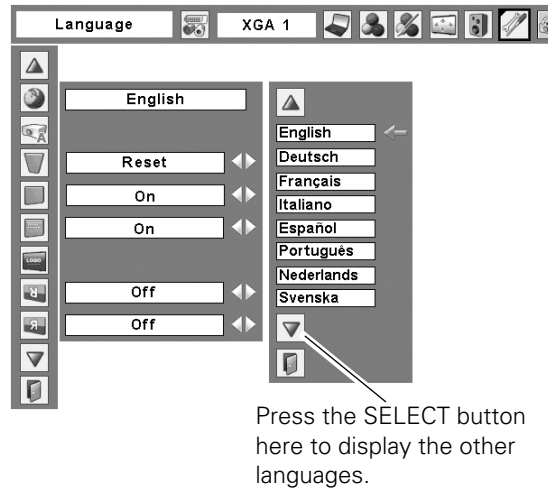 Language
XGA 1
English
Reset
On
On
Off
Off
English
Deutsch
Français
Italiano
Español
Português
Nederlands
Svenska
Press the SELECT button
here to display the other
languages.